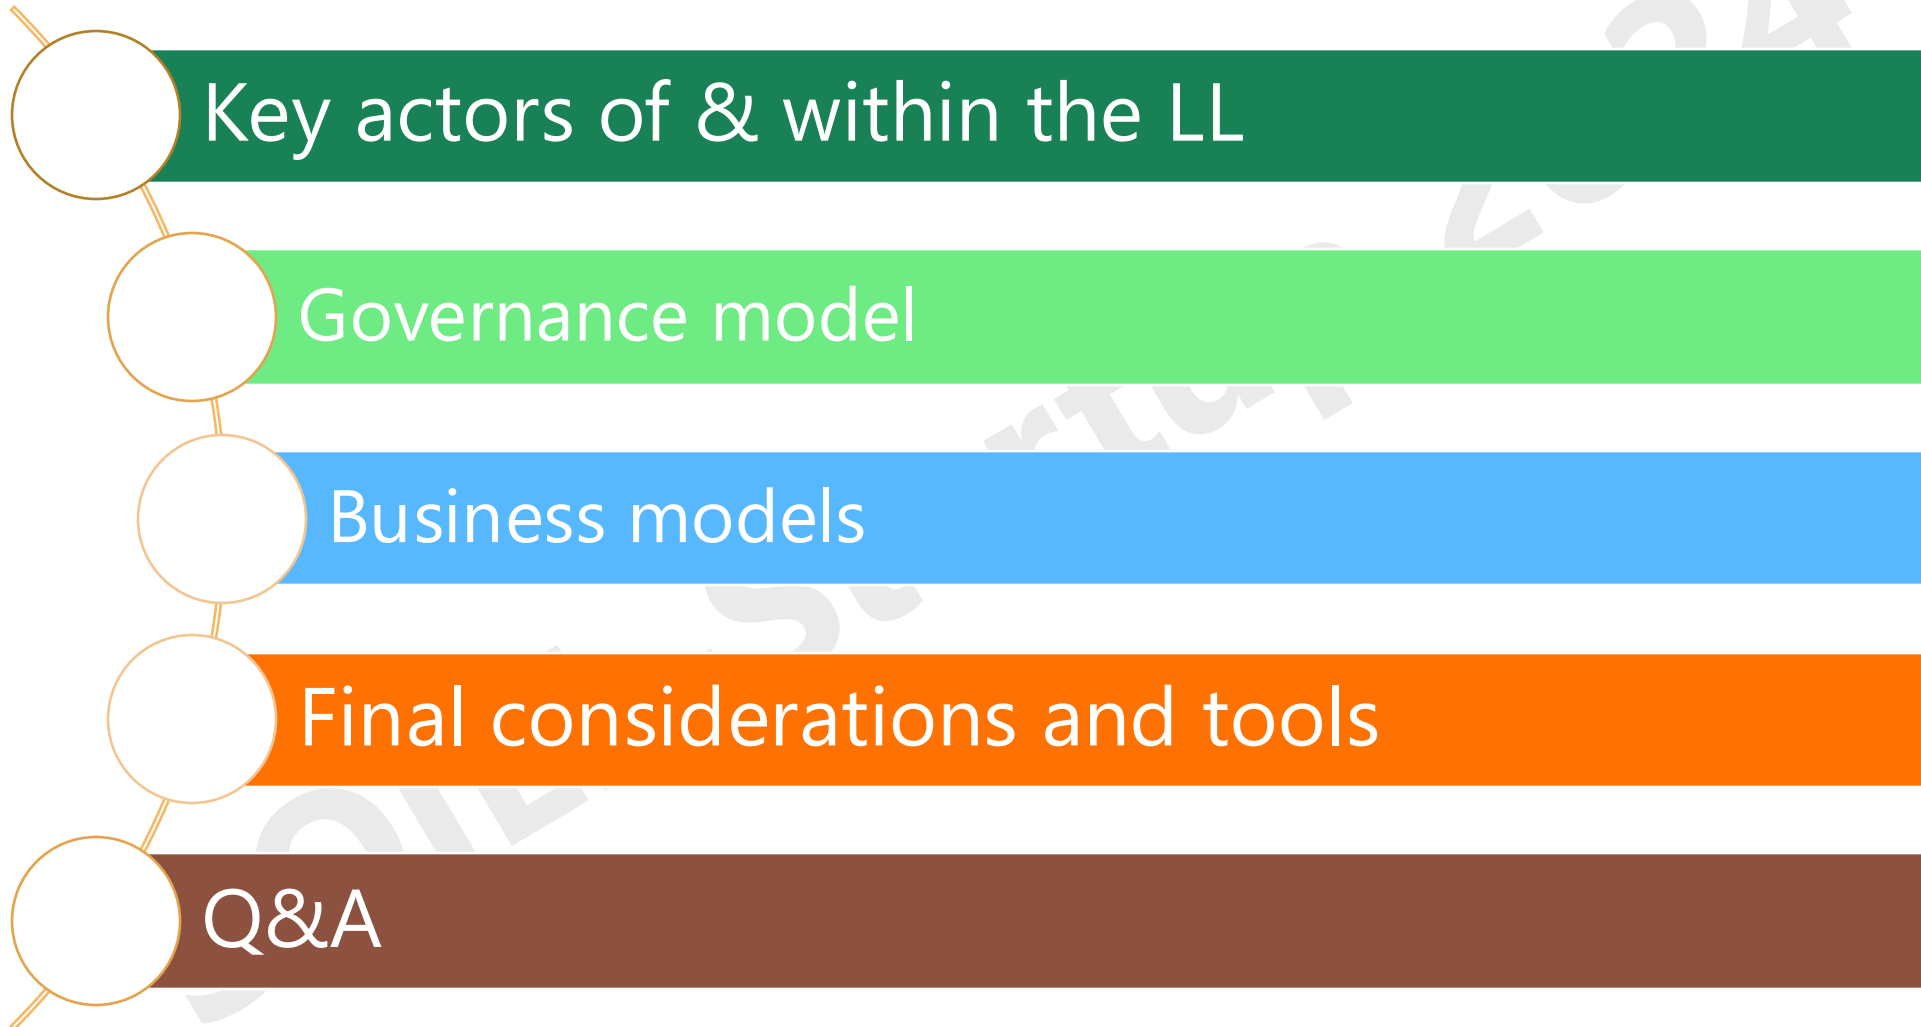 Key actors of & within the LL
Governance model
Business models
Final considerations and tools
Q&A